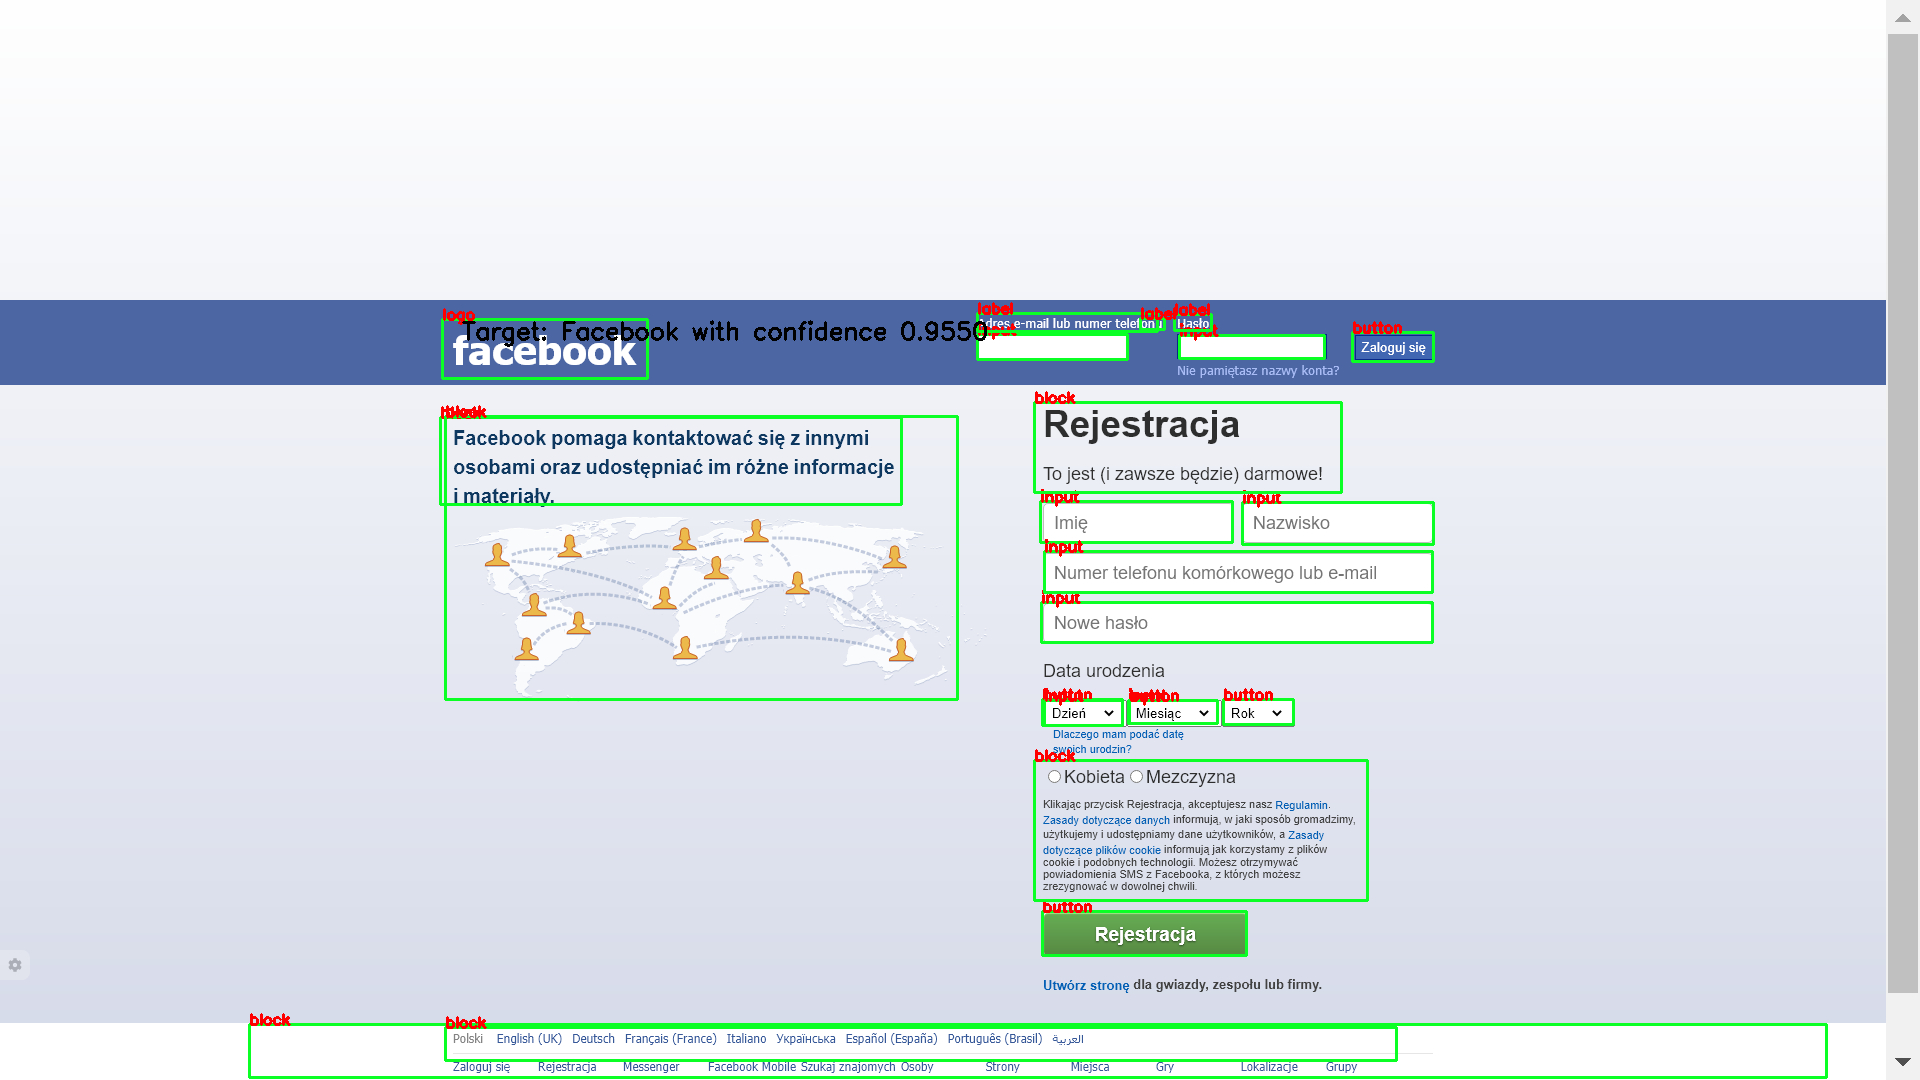 logo
Target: Facebook with confidence 0.9550
facebook
label
label
label
Adres e-mail lub numer telefonu
Hasło
input
input
button
Zaloguj się
Nie pamiętasz nazwy konta?
block
Facebook pomaga kontaktować się z innymi
osobami oraz udostępniać im różne informacje
i materiały.
block
Rejestracja
To jest (i zawsze będzie) darmowe!
input
input
Imię
Nazwisko
input
Numer telefonu komórkowego lub e-mail
input
Nowe hasło
Data urodzenia
button
button
button
Dzień
Miesiąc
Rok
Dlaczego mam podać datę
swoich urodzin?
block
Kobieta
Mezczyzna
Klikając przycisk Rejestracja, akceptujesz nasz Regulamin.
Zasady dotyczące danych informują, w jaki sposób gromadzimy,
użytkujemy i udostępniamy dane użytkowników, a Zasady
dotyczące plików cookie informują jak korzystamy z plików
cookie i podobnych technologii. Możesz otrzymywać
powiadomienia SMS z Facebooka, z których możesz
zrezygnować w dowolnej chwili.
button
Rejestracja
Utwórz stronę dla gwiazdy, zespołu lub firmy.
block
block
Polski English (UK) Deutsch Français (France) Italiano Українська Español (España) Português (Brasil) العربية
Zaloguj się Rejestracja Messenger Facebook Mobile Szukaj znajomych Osoby Strony Miejsca Gry Lokalizacje Grupy